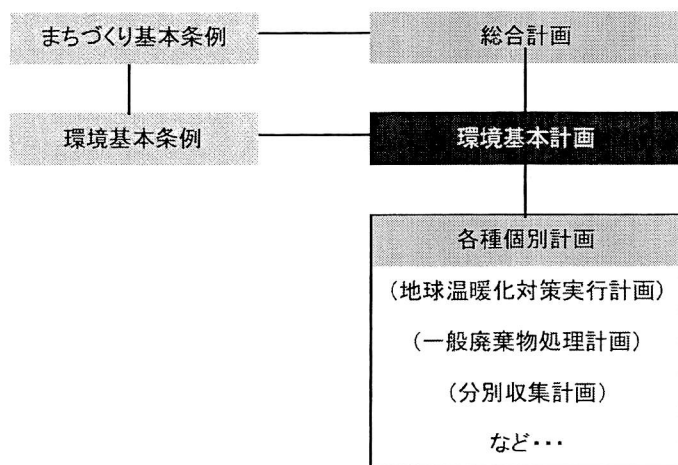 まちづくり基本条例
総合計画
環境基本条例
環境基本計画
各種個別計画
(地球温暖化対策実行計画)
(一般廃棄物処理計画)
(分別収集計画)
など・・・